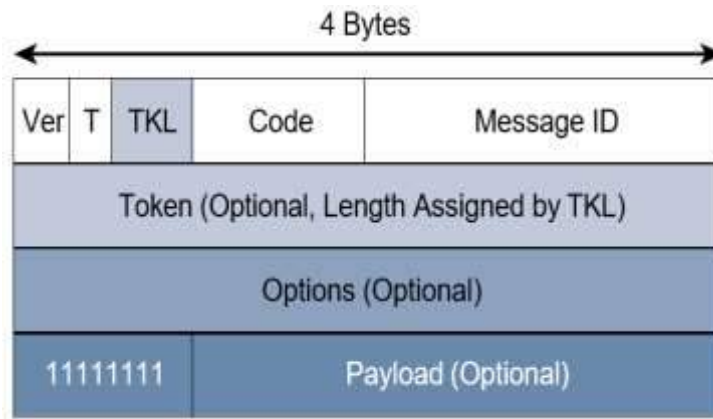 4 Bytes
Ver T TKL Code Message ID
Token (Optional, Length Assigned by TKL)
Options (Optional)
11111111 Payload (Optional)